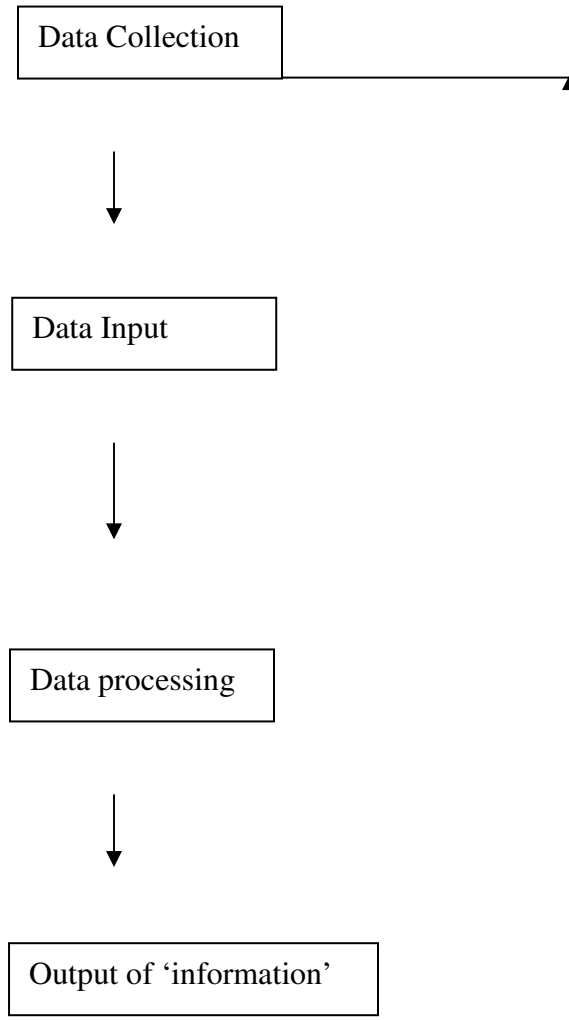 Data Collection
Data Input
Data processing
Output of ‘information’